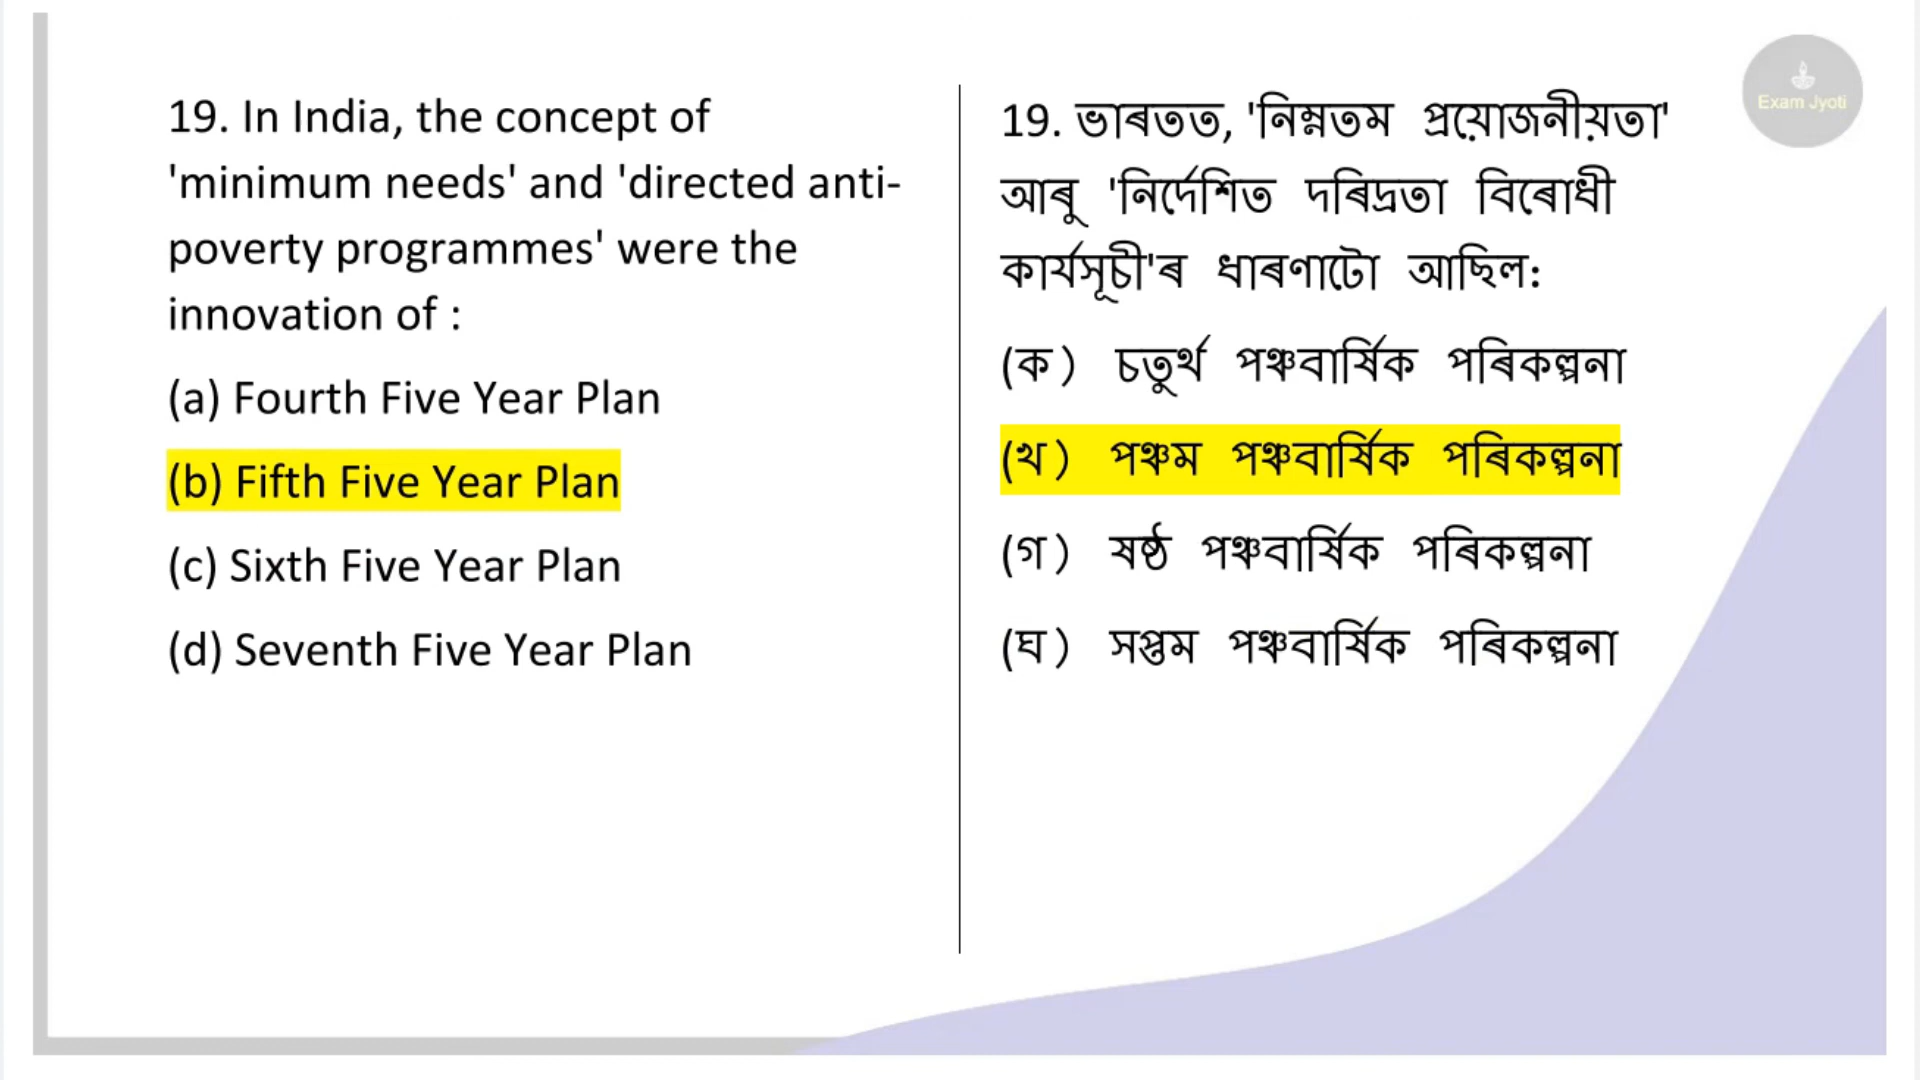 19. In India, the concept of
'minimum needs' and 'directed anti-
poverty programmes' were the
innovation of :
(a) Fourth Five Year Plan
(b) Fifth Five Year Plan
(c) Sixth Five Year Plan
(d) Seventh Five Year Plan
19. ভাৰতত, 'নিম্নতম প্ৰয়োজনীয়তা'
আৰু 'নিৰ্দেশিত দৰিদ্ৰতা বিৰোধী
কাৰ্যসূচী'ৰ ধাৰণাটো আছিল:
(ক) চতুৰ্থ পঞ্চবাৰ্ষিক পৰিকল্পনা
(খ) পঞ্চম পঞ্চবাৰ্ষিক পৰিকল্পনা
(গ) ষষ্ঠ পঞ্চবাৰ্ষিক পৰিকল্পনা
(ঘ) সপ্তম পঞ্চবাৰ্ষিক পৰিকল্পনা
Exam Jyoti